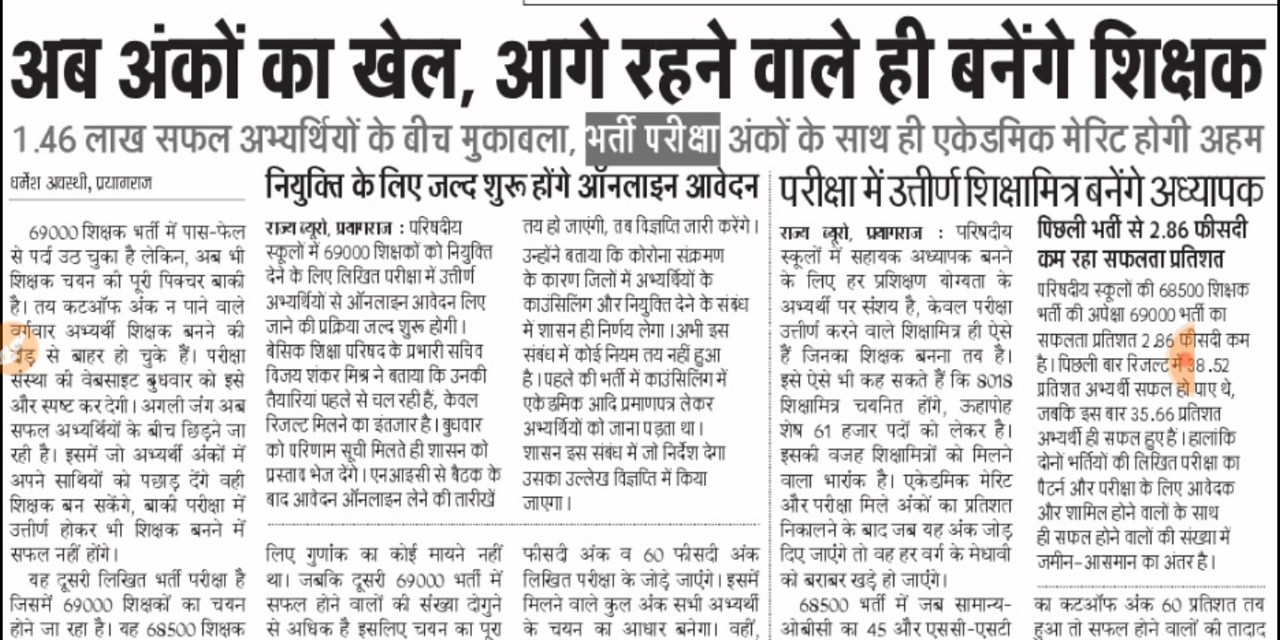 अब अंकों का खेल, आगे रहने वाले ही बनेंगे शिक्षक
1.46 लाख सफल अभ्यर्थियों के बीच मुकाबला, भर्ती परीक्षा अंकों के साथ ही एकेडमिक मेरिट होगी अहम
धर्मेश अवस्थी, प्रयागराज
69000 शिक्षक भर्ती में पास-फेल
से पर्दा उठ चुका है लेकिन, अब भी
शिक्षक चयन की पूरी पिक्चर बाकी
है। तय कटऑफ अंक न पाने वाले
वर्गवार अभ्यर्थी शिक्षक बनने की
दौड़ से बाहर हो चुके हैं। परीक्षा
संस्था की वेबसाइट बुधवार को इसे
और स्पष्ट कर देगी। अगली जंग अब
सफल अभ्यर्थियों के बीच छिड़ने जा
रही है। इसमें जो अभ्यर्थी अंकों में
अपने साथियों को पछाड़ देंगे वही
शिक्षक बन सकेंगे, बाकी परीक्षा में
उत्तीर्ण होकर भी शिक्षक बनने में
सफल नहीं होंगे।
यह दूसरी लिखित भर्ती परीक्षा है
जिसमें 69000 शिक्षकों का चयन
होने जा रहा है। यह 68500 शिक्षक
नियुक्ति के लिए जल्द शुरू होंगे ऑनलाइन आवेदन
राज्य ब्यूरो, प्रयागराज : परिषदीय
स्कूलों में 69000 शिक्षकों को नियुक्ति
देने के लिए लिखित परीक्षा में उत्तीर्ण
अभ्यर्थियों से ऑनलाइन आवेदन लिए
जाने की प्रक्रिया जल्द शुरू होगी।
बेसिक शिक्षा परिषद के प्रभारी सचिव
विजय शंकर मिश्र ने बताया कि उनकी
तैयारियां पहले से चल रही हैं, केवल
रिजल्ट मिलने का इंतजार है। बुधवार
को परिणाम सूची मिलते ही शासन को
प्रस्ताव भेज देंगे। एनआइसी से बैठक के
बाद आवेदन ऑनलाइन लेने की तारीखें
तय हो जाएंगी, तब विज्ञप्ति जारी करेंगे।
उन्होंने बताया कि कोरोना संक्रमण
के कारण जिलों में अभ्यर्थियों के
काउंसिलिंग और नियुक्ति देने के संबंध
में शासन ही निर्णय लेगा। अभी इस
संबंध में कोई नियम तय नहीं हुआ
है। पहले की भर्ती में काउंसिलिंग में
एकेडमिक आदि प्रमाणपत्र लेकर
अभ्यर्थियों को जाना पड़ता था।
शासन इस संबंध में जो निर्देश देगा
उसका उल्लेख विज्ञप्ति में किया
जाएगा।
लिए गुणांक का कोई मायने नहीं
था। जबकि दूसरी 69000 भर्ती में
सफल होने वालों की संख्या दोगुने
से अधिक है इसलिए चयन का पूरा
फीसदी अंक व 60 फीसदी अंक
लिखित परीक्षा के जोड़े जाएंगे। इसमें
मिलने वाले कुल अंक सभी अभ्यर्थी
के चयन का आधार बनेगा। वहीं,
परीक्षा में उत्तीर्ण शिक्षामित्र बनेंगे अध्यापक
राज्य ब्यूरो, प्रयागराज : परिषदीय
स्कूलों में सहायक अध्यापक बनने
के लिए हर प्रशिक्षण योग्यता के
अभ्यर्थी पर संशय है, केवल परीक्षा
उत्तीर्ण करने वाले शिक्षामित्र ही ऐसे
हैं जिनका शिक्षक बनना तय है।
इसे ऐसे भी कह सकते हैं कि 8018
शिक्षामित्र चयनित होंगे, ऊहापोह
शेष 61 हजार पदों को लेकर है।
इसकी वजह शिक्षामित्रों को मिलने
वाला भारांक है। एकेडमिक मेरिट
और परीक्षा मिले अंकों का प्रतिशत
निकालने के बाद जब यह अंक जोड़
दिए जाएंगे तो वह हर वर्ग के मेधावी
को बराबर खड़े हो जाएंगे।
68500 भर्ती में जब सामान्य-
ओबीसी का 45 और एससी-एसटी
पिछली भर्ती से 2.86 फीसदी
कम रहा सफलता प्रतिशत
परिषदीय स्कूलों की 68500 शिक्षक
भर्ती की अपेक्षा 69000 भर्ती का
सफलता प्रतिशत 2.86 फीसदी कम
है। पिछली बार रिजल्ट में 38.52
प्रतिशत अभ्यर्थी सफल हो पाए थे,
जबकि इस बार 35.66 प्रतिशत
अभ्यर्थी ही सफल हुए हैं। हालांकि
दोनों भर्तियों की लिखित परीक्षा का
पैटर्न और परीक्षा के लिए आवेदक
और शामिल होने वालों के साथ
ही सफल होने वालों की संख्या में
जमीन-आसमान का अंतर है।
का कटऑफ अंक 60 प्रतिशत तय
हुआ तो सफल होने वालों की तादाद